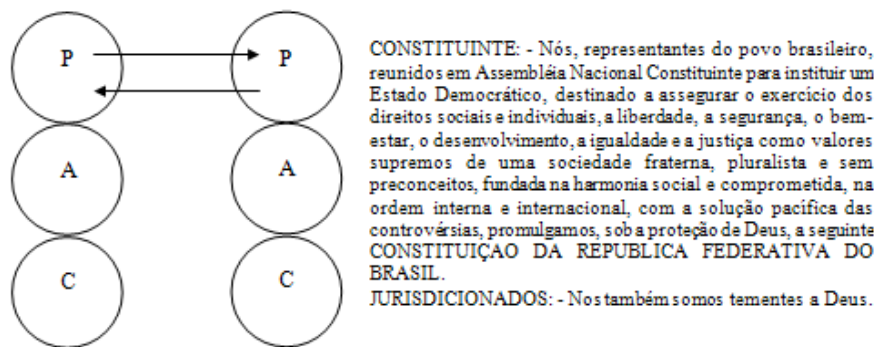 P P
A A
C C
CONSTITUINTE: - Nós, representantes do povo brasileiro,
reunidos em Assembléia Nacional Constituinte para instituir um
Estado Democrático, destinado a assegurar o exercício dos
direitos sociais e individuais, a liberdade, a segurança, o bem-
estar, o desenvolvimento, a igualdade e a justiça como valores
supremos de uma sociedade fraterna, pluralista e sem
preconceitos, fundada na harmonia social e comprometida, na
ordem interna e internacional, com a solução pacífica das
controvérsias, promulgamos, sob a proteção de Deus, a seguinte
CONSTITUIÇAO DA REPUBLICA FEDERATIVA DO
BRASIL.
JURISDICIONADOS: - Nos também somos tementes a Deus.